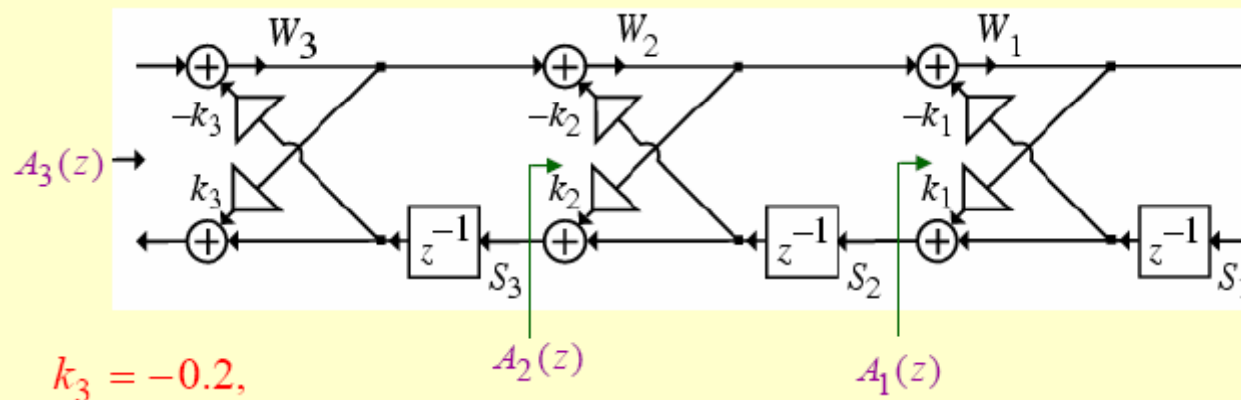 W₃ W₂ W₁
–k₃ –k₂ –k₁
A₃(z)
k₃ k₂ k₁
z⁻¹ z⁻¹ z⁻¹
S₃ S₂ S
A₂(z) A₁(z)
k₃ = −0.2,